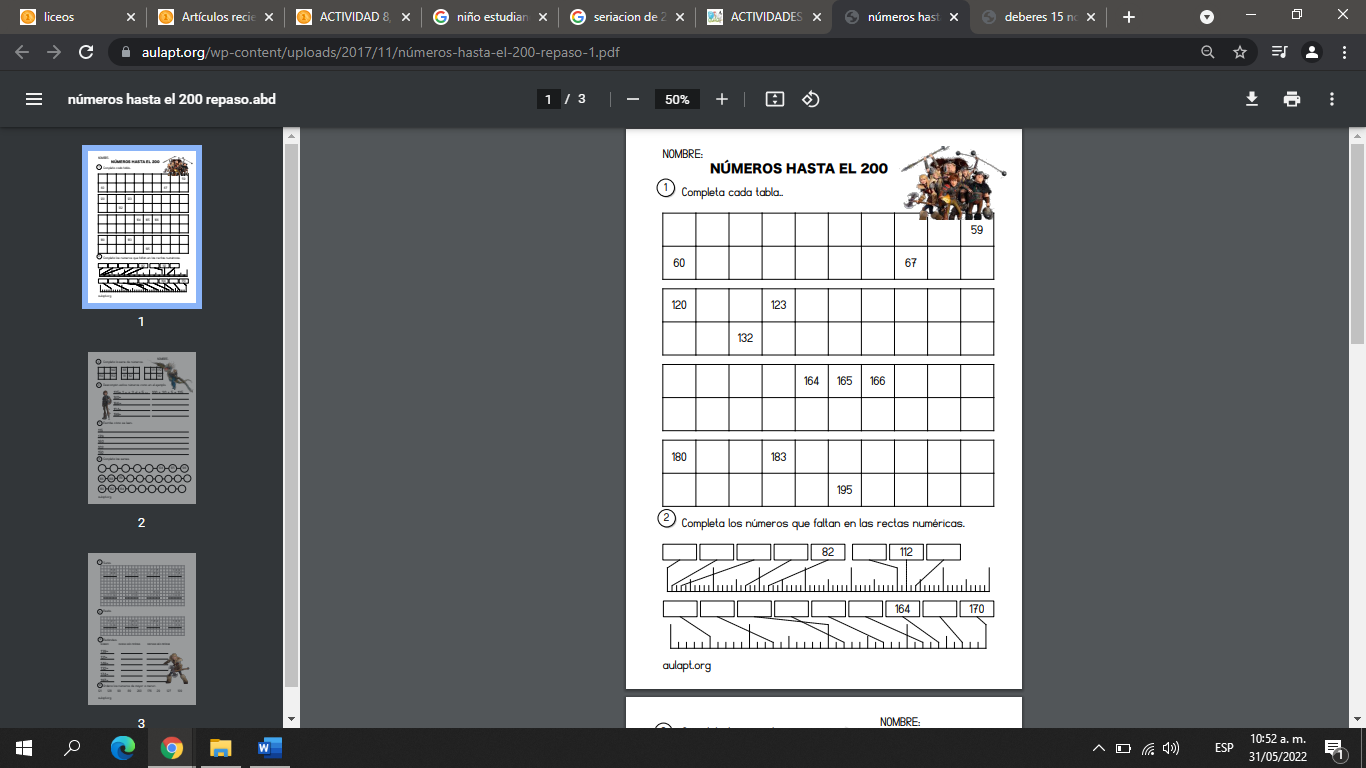 liceos
Artículos recie
ACTIVIDAD 8,
niño estudian
seriacion de 2
ACTIVIDADES
números hast
deberes 15 no
aulapt.org/wp-content/uploads/2017/11/números-hasta-el-200-repaso-1.pdf
números hasta el 200 repaso.abd
1 / 3
50%
NOMBRE:
NÚMEROS HASTA EL 200
1 Completa cada tabla..
59
60 67
120 123
132
164 165 166
180 183
195
2 Completa los números que faltan en las rectas numéricas.
82 112
164 170
aulapt.org
NOMBRE:
1
2
3
ESP
10:52 a. m.
31/05/2022
1